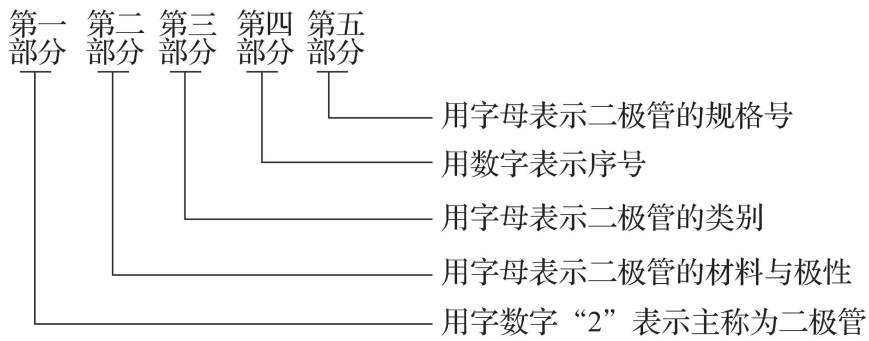 第一 第二 第三 第四 第五
部分 部分 部分 部分 部分
用字母表示二极管的规格号
用数字表示序号
用字母表示二极管的类别
用字母表示二极管的材料与极性
用字数字“2”表示主称为二极管